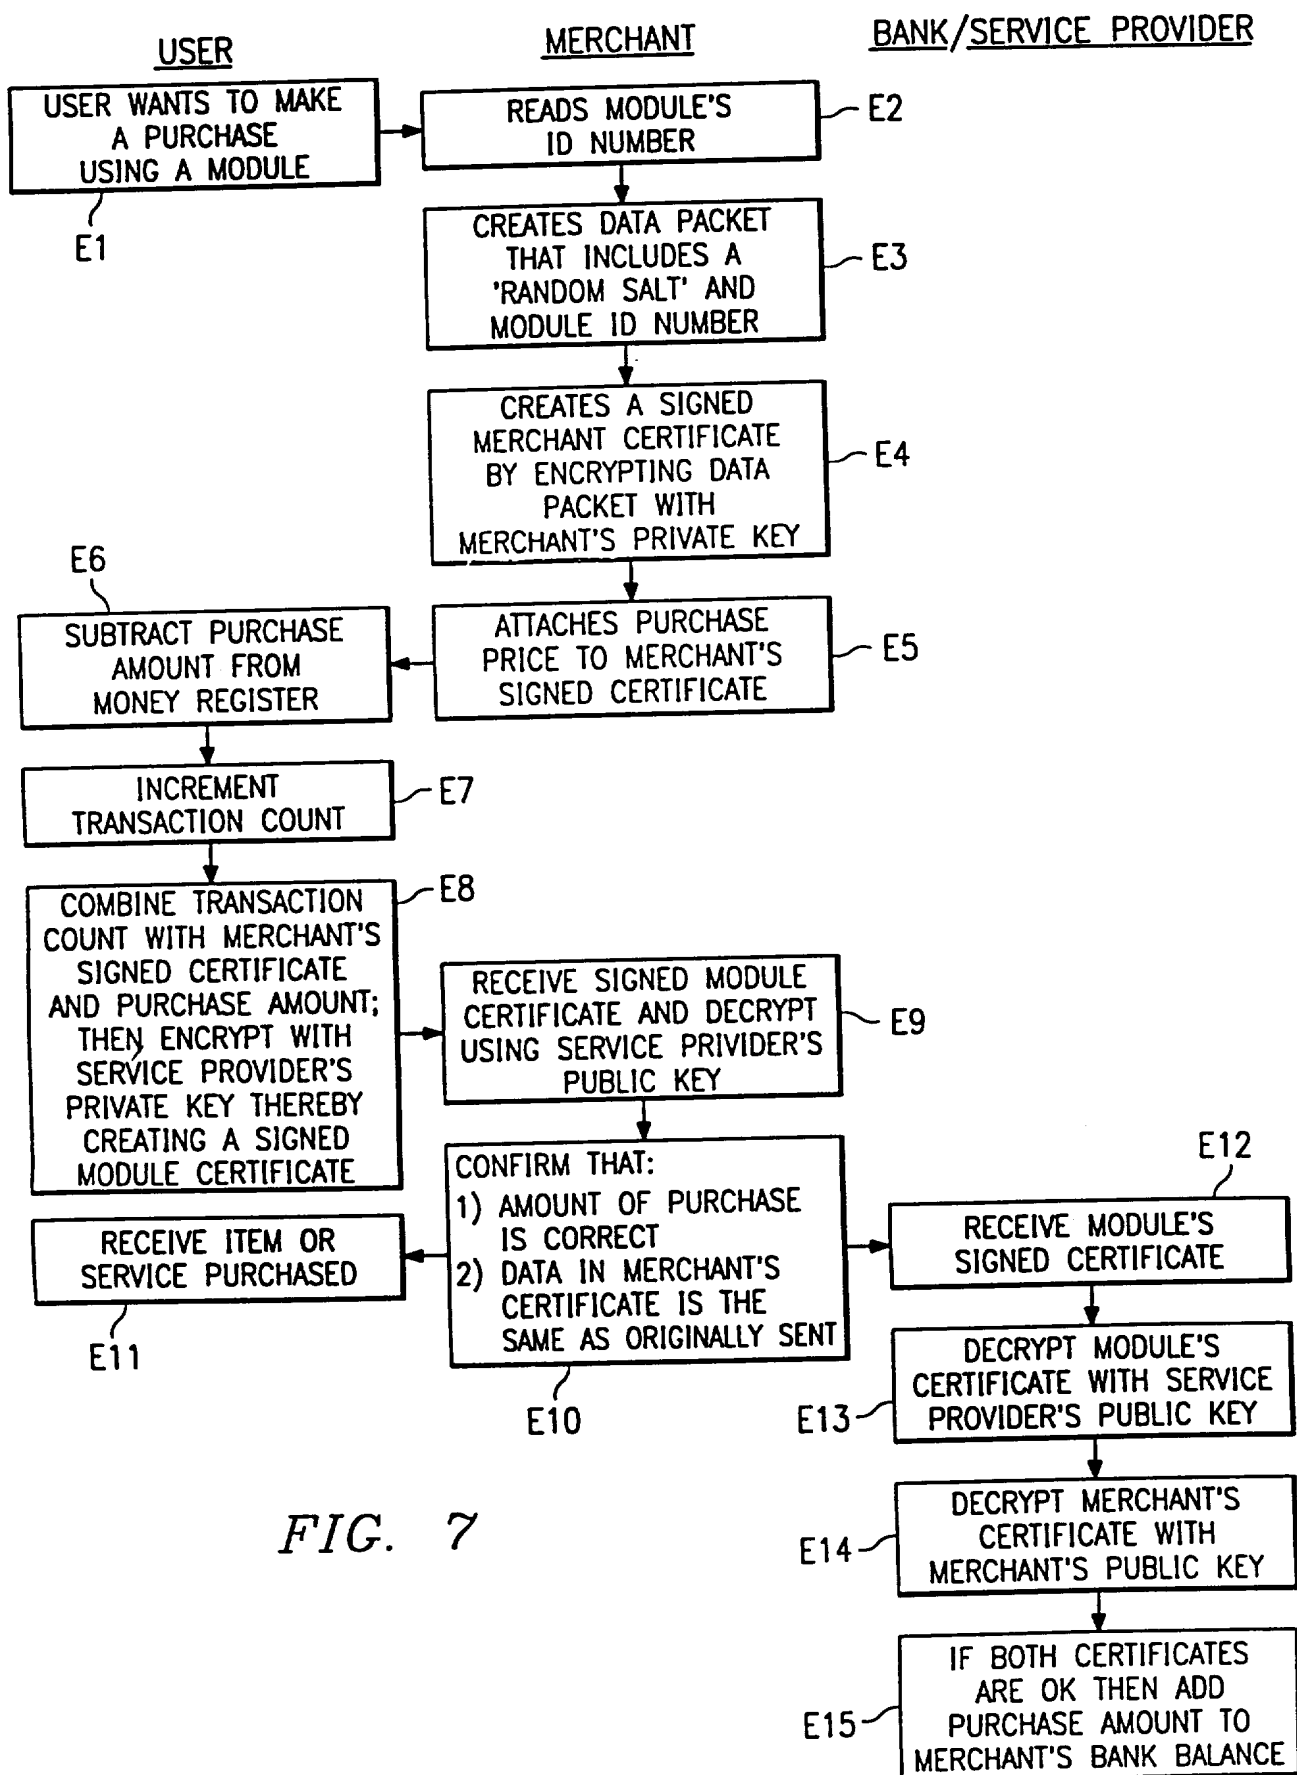 USER
MERCHANT
BANK/SERVICE PROVIDER
USER WANTS TO MAKE
A PURCHASE
USING A MODULE
E1
READS MODULE'S
ID NUMBER
E2
CREATES DATA PACKET
THAT INCLUDES A
'RANDOM SALT' AND
MODULE ID NUMBER
E3
CREATES A SIGNED
MERCHANT CERTIFICATE
BY ENCRYPTING DATA
PACKET WITH
MERCHANT'S PRIVATE KEY
E4
ATTACHES PURCHASE
PRICE TO MERCHANT'S
SIGNED CERTIFICATE
E5
E6
SUBTRACT PURCHASE
AMOUNT FROM
MONEY REGISTER
INCREMENT
TRANSACTION COUNT
E7
COMBINE TRANSACTION
COUNT WITH MERCHANT'S
SIGNED CERTIFICATE
AND PURCHASE AMOUNT;
THEN ENCRYPT WITH
SERVICE PROVIDER'S
PRIVATE KEY THEREBY
CREATING A SIGNED
MODULE CERTIFICATE
E8
RECEIVE SIGNED MODULE
CERTIFICATE AND DECRYPT
USING SERVICE PRIVIDER'S
PUBLIC KEY
E9
CONFIRM THAT:
1) AMOUNT OF PURCHASE
IS CORRECT
2) DATA IN MERCHANT'S
CERTIFICATE IS THE
SAME AS ORIGINALLY SENT
E10
RECEIVE ITEM OR
SERVICE PURCHASED
E11
E12
RECEIVE MODULE'S
SIGNED CERTIFICATE
DECRYPT MODULE'S
CERTIFICATE WITH SERVICE
PROVIDER'S PUBLIC KEY
E13
DECRYPT MERCHANT'S
CERTIFICATE WITH
MERCHANT'S PUBLIC KEY
E14
IF BOTH CERTIFICATES
ARE OK THEN ADD
PURCHASE AMOUNT TO
MERCHANT'S BANK BALANCE
E15
FIG. 7